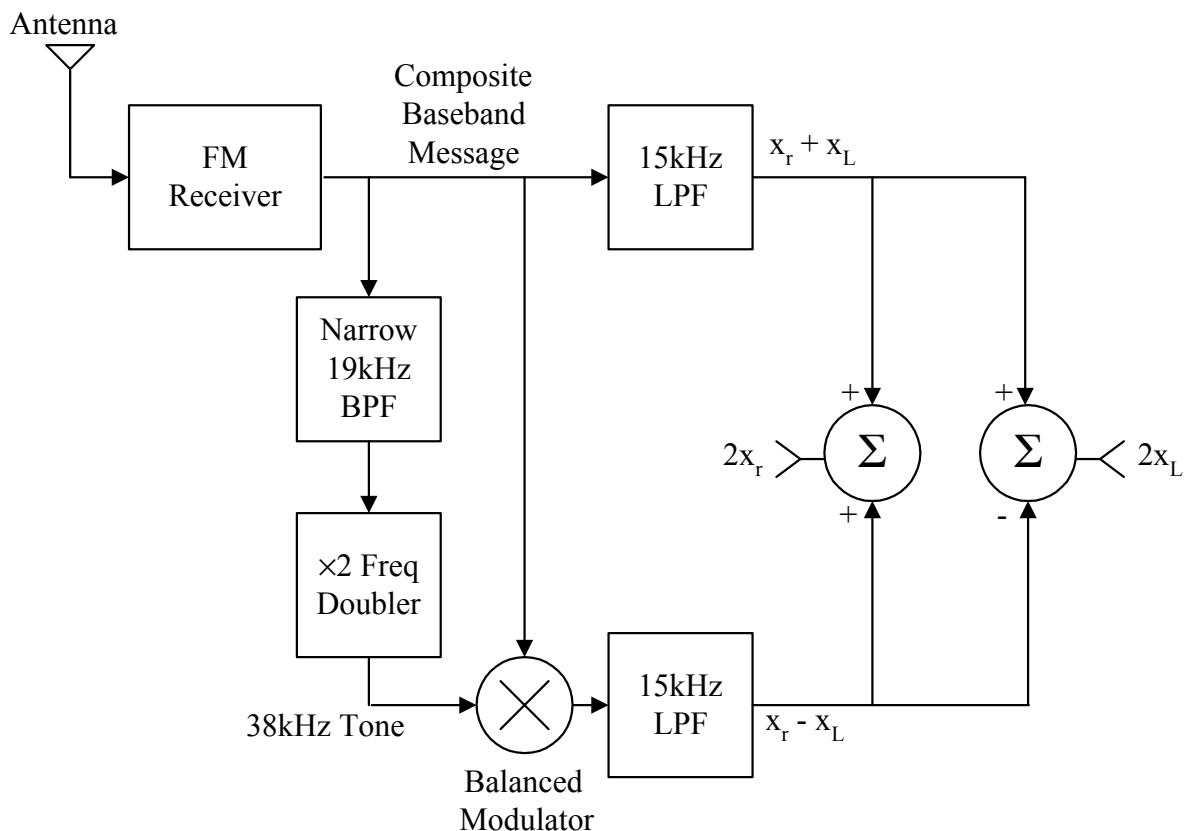 Antenna
FM
Receiver
Composite
Baseband
Message
15kHz
LPF
x_r + x_L
Narrow
19kHz
BPF
×2 Freq
Doubler
38kHz Tone
Balanced
Modulator
15kHz
LPF
x_r - x_L
+
+
2x_r
Σ
Σ
2x_L
+
-